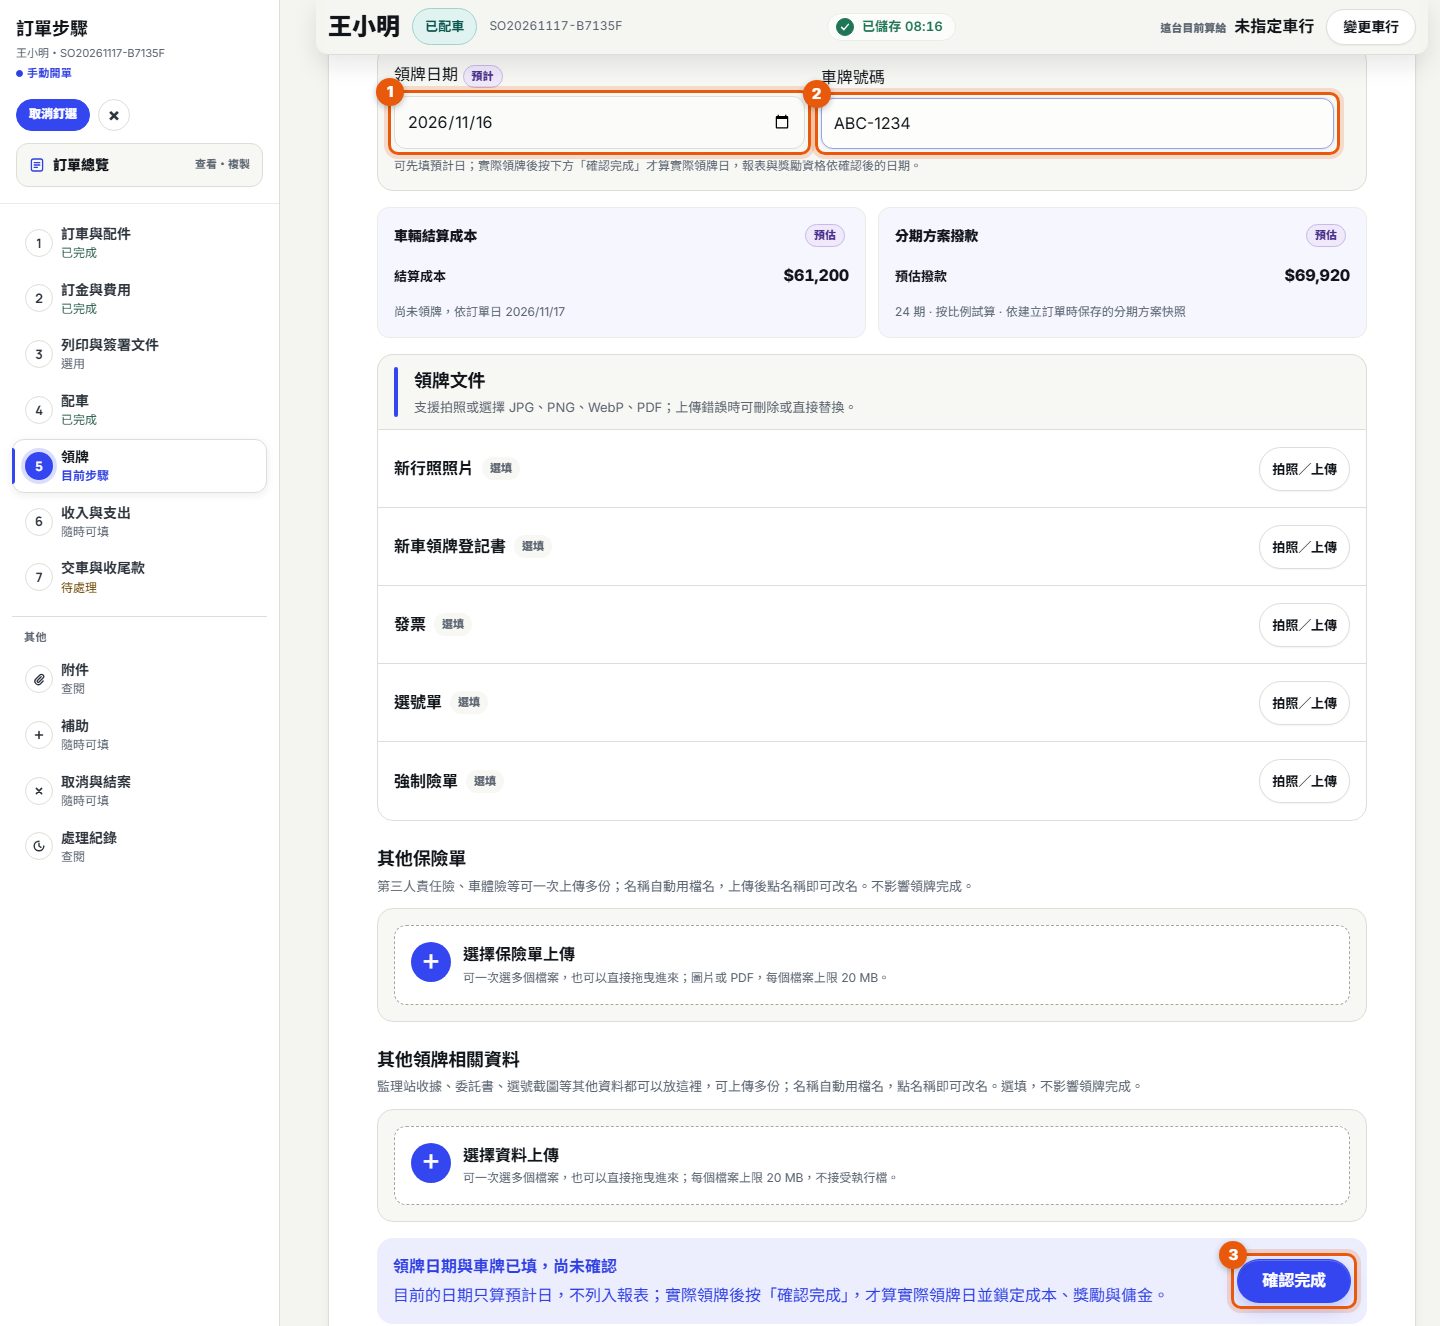 訂單步驟
王小明・SO20261117-B7135F
手動開單
取消釘選
訂單總覽
查看・複製
1
訂車與配件
已完成
2
訂金與費用
已完成
3
列印與簽署文件
選用
4
配車
已完成
5
領牌
目前步驟
6
收入與支出
隨時可填
7
交車與收尾款
待處理
其他
附件
查閱
補助
隨時可填
取消與結案
隨時可填
處理紀錄
查閱
王小明
已配車
SO20261117-B7135F
已儲存 08:16
這台目前算給 未指定車行
變更車行
領牌日期 預計
車牌號碼
1
2026/11/16
2
ABC-1234
可先填預計日；實際領牌後按下方「確認完成」才算實際領牌日，報表與獎勵資格依確認後的日期。
車輛結算成本
預估
結算成本
$61,200
尚未領牌，依訂單日 2026/11/17
分期方案撥款
預估
預估撥款
$69,920
24 期 · 按比例試算 · 依建立訂單時保存的分期方案快照
領牌文件
支援拍照或選擇 JPG、PNG、WebP、PDF；上傳錯誤時可刪除或直接替換。
新行照照片 選填
拍照／上傳
新車領牌登記書 選填
拍照／上傳
發票 選填
拍照／上傳
選號單 選填
拍照／上傳
強制險單 選填
拍照／上傳
其他保險單
第三人責任險、車體險等可一次上傳多份；名稱自動用檔名，上傳後點名稱即可改名。不影響領牌完成。
選擇保險單上傳
可一次選多個檔案，也可以直接拖曳進來；圖片或 PDF，每個檔案上限 20 MB。
其他領牌相關資料
監理站收據、委託書、選號截圖等其他資料都可以放這裡，可上傳多份；名稱自動用檔名，點名稱即可改名。選填，不影響領牌完成。
選擇資料上傳
可一次選多個檔案，也可以直接拖曳進來；每個檔案上限 20 MB，不接受執行檔。
領牌日期與車牌已填，尚未確認
目前的日期只算預計日，不列入報表；實際領牌後按「確認完成」，才算實際領牌日並鎖定成本、獎勵與傭金。
3
確認完成